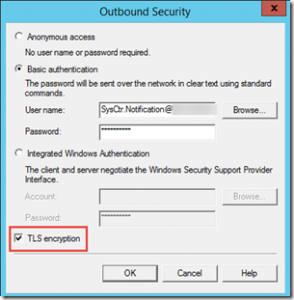 Outbound Security
Anonymous access
No user name or password required.
Basic authentication
The password will be sent over the network in clear text using standard
commands.
User name:
SysCtr.Notification@
Browse...
Password:
**********
Integrated Windows Authentication
The client and server negotiate the Windows Security Support Provider
Interface.
Account:
Browse...
Password:
**********
TLS encryption
OK
Cancel
Help